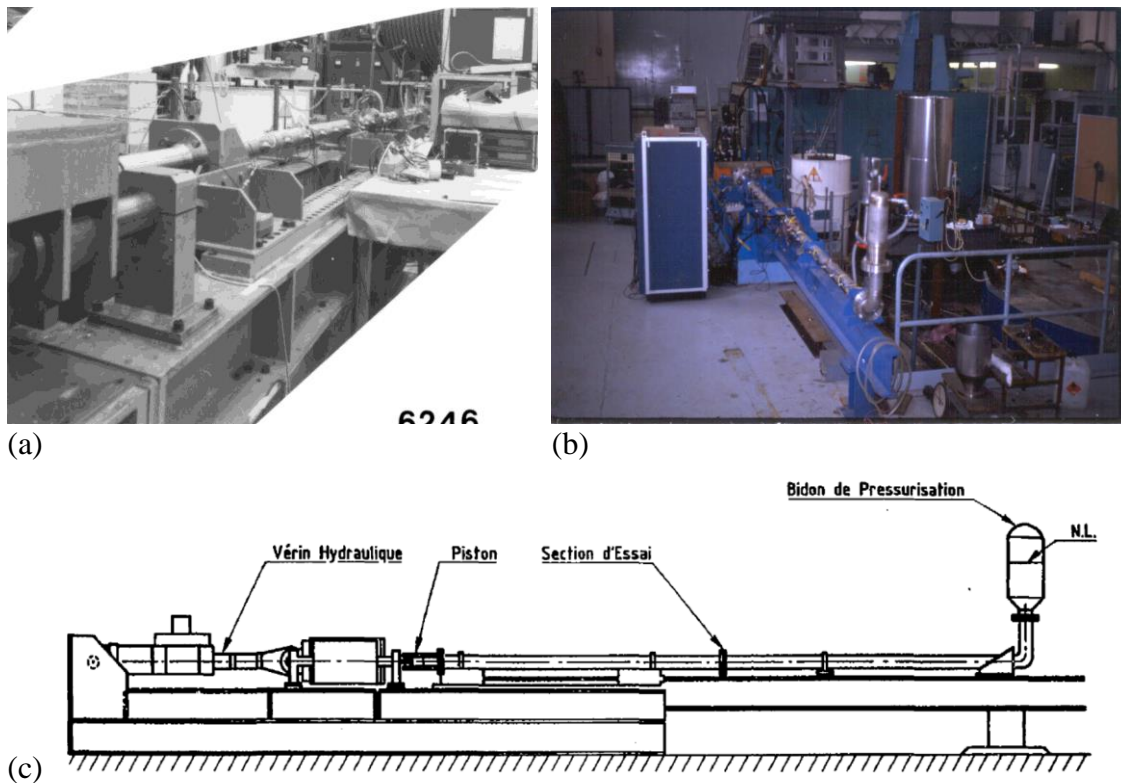 6246
(a)
(b)
Bidon de Pressurisation
N.L.
Vérin Hydraulique
Piston
Section d'Essai
(c)